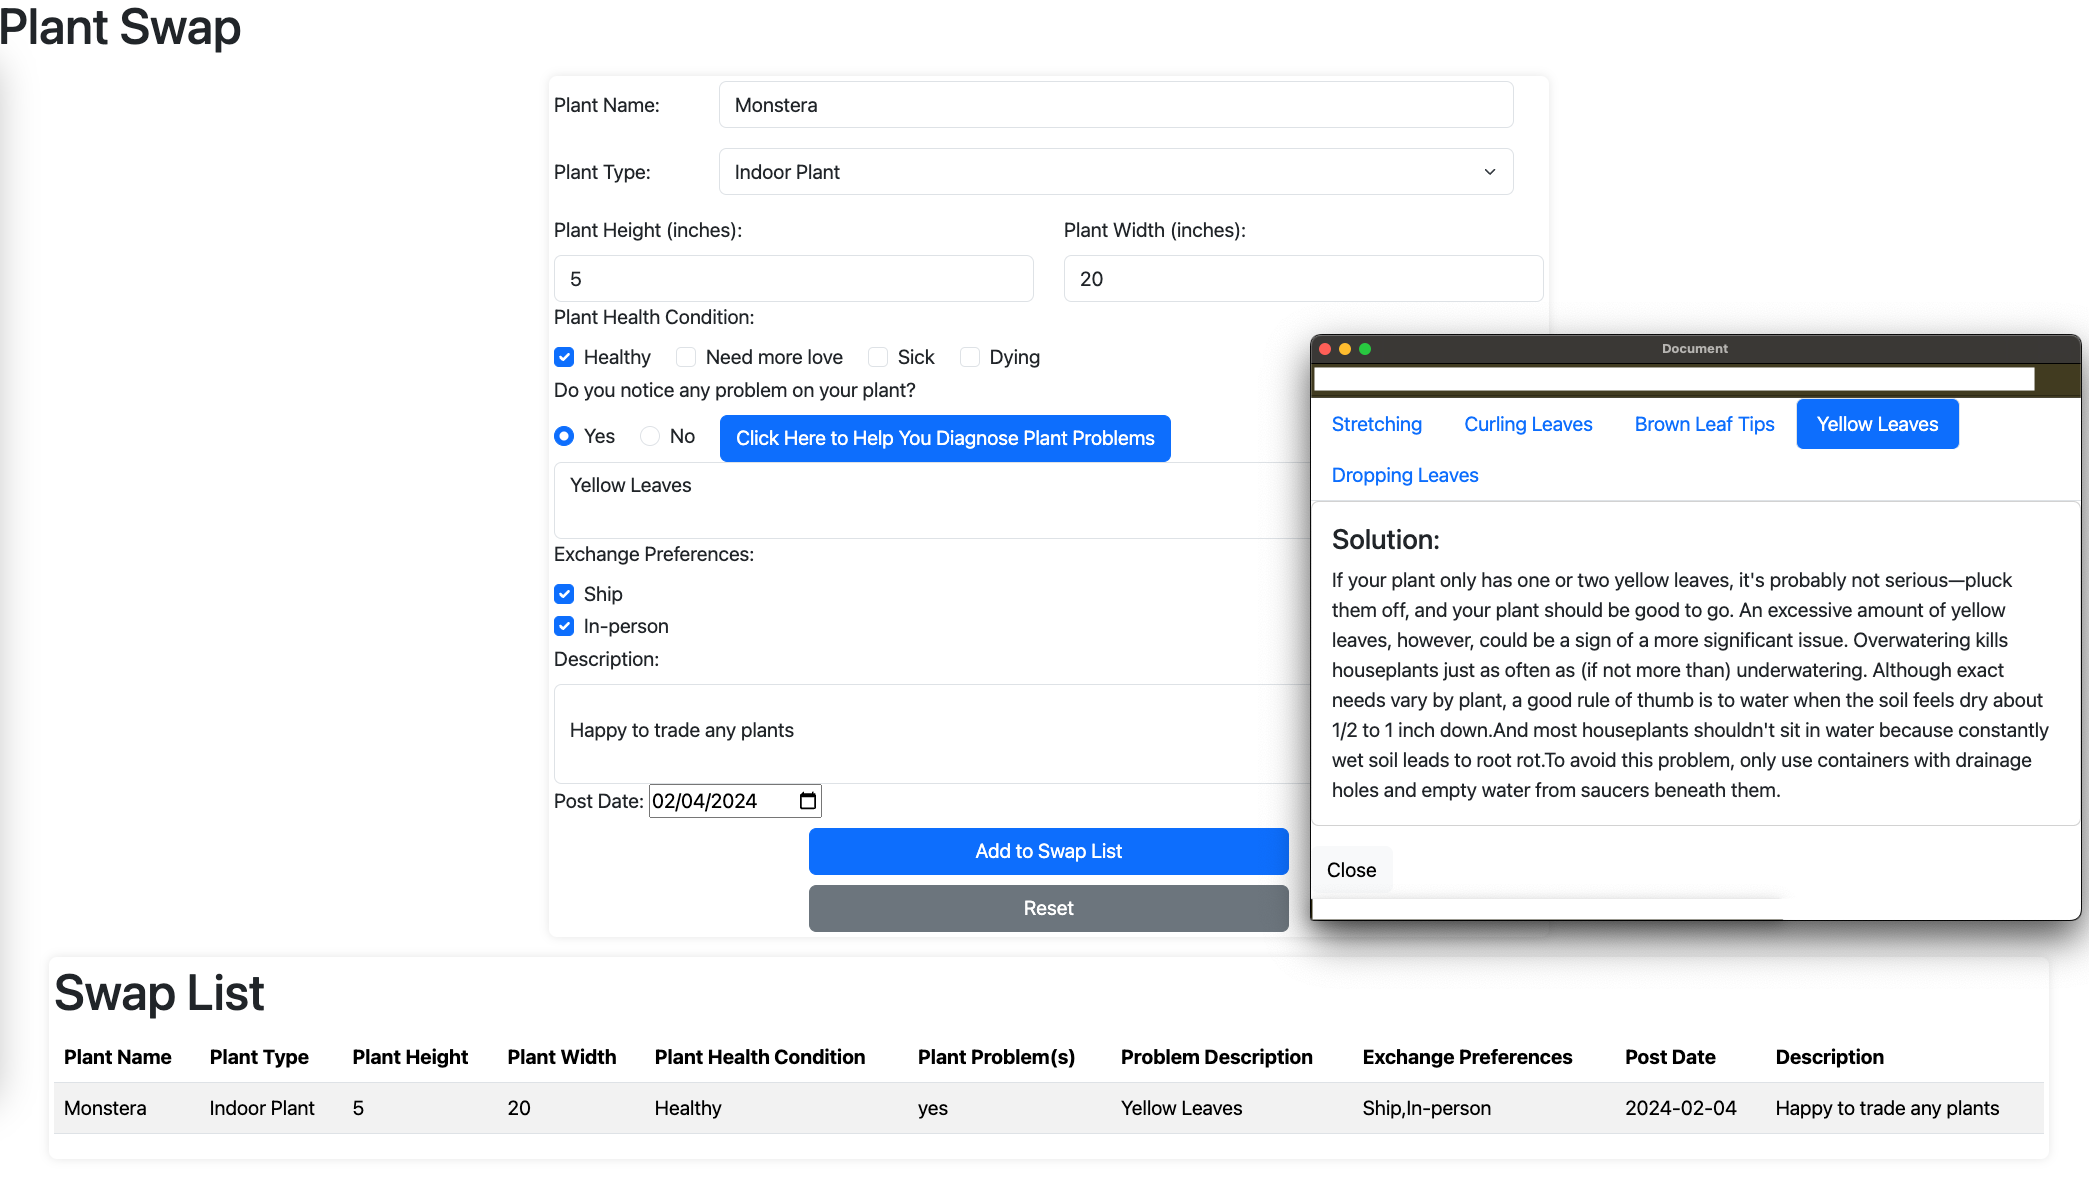 Plant Swap
Plant Name:
Monstera
Plant Type:
Indoor Plant
Plant Height (inches):
Plant Width (inches):
5
20
Plant Health Condition:
Healthy
Need more love
Sick
Dying
Do you notice any problem on your plant?
Yes
No
Click Here to Help You Diagnose Plant Problems
Yellow Leaves
Exchange Preferences:
Ship
In-person
Description:
Happy to trade any plants
Post Date: 02/04/2024
Add to Swap List
Reset
Document
Stretching
Curling Leaves
Brown Leaf Tips
Yellow Leaves
Dropping Leaves
Solution:
If your plant only has one or two yellow leaves, it's probably not serious—pluck
them off, and your plant should be good to go. An excessive amount of yellow
leaves, however, could be a sign of a more significant issue. Overwatering kills
houseplants just as often as (if not more than) underwatering. Although exact
needs vary by plant, a good rule of thumb is to water when the soil feels dry about
1/2 to 1 inch down.And most houseplants shouldn't sit in water because constantly
wet soil leads to root rot.To avoid this problem, only use containers with drainage
holes and empty water from saucers beneath them.
Close
Swap List
Plant Name Plant Type Plant Height Plant Width Plant Health Condition Plant Problem(s) Problem Description Exchange Preferences Post Date Description
Monstera Indoor Plant 5 20 Healthy yes Yellow Leaves Ship,In-person 2024-02-04 Happy to trade any plants